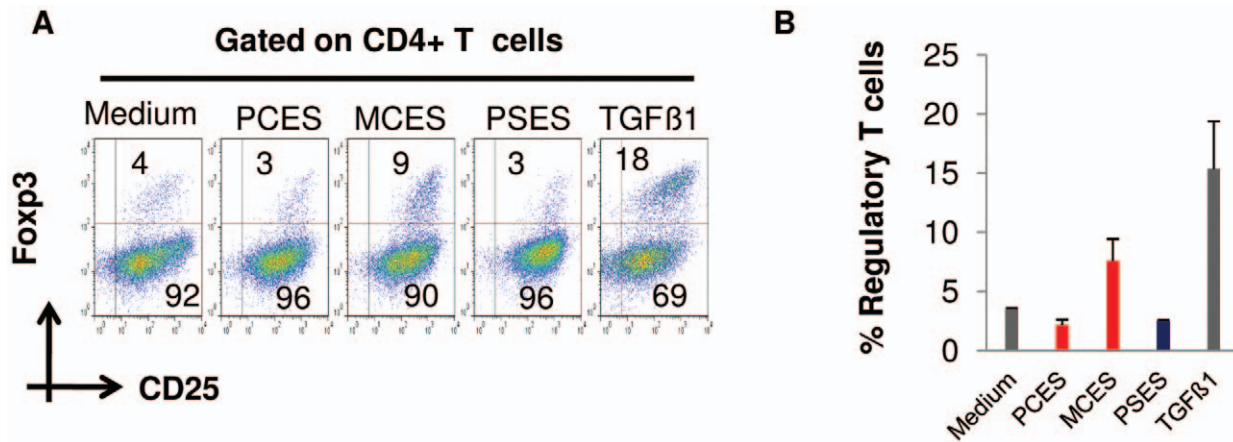 A
Gated on CD4+ T cells
Medium PCES MCES PSES TGFß1
4 3 9 3 18
92 96 90 96 69
Foxp3
CD25
B
% Regulatory T cells
25
20
15
10
5
0
Medium PCES MCES PSES TGFß1